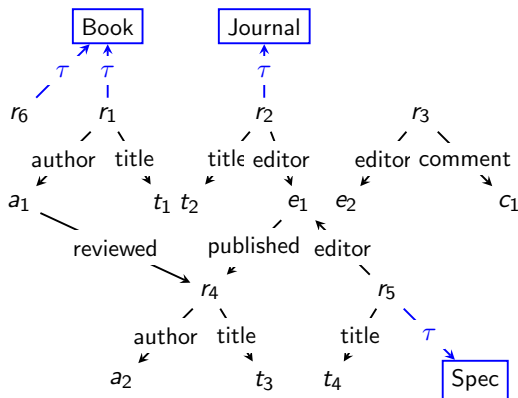 Book Journal
τ τ τ
r6 r1 r2 r3
author title title editor editor comment
a1 t1 t2 e1 e2 c1
reviewed published editor
r4 r5
author title title τ
a2 t3 t4 Spec